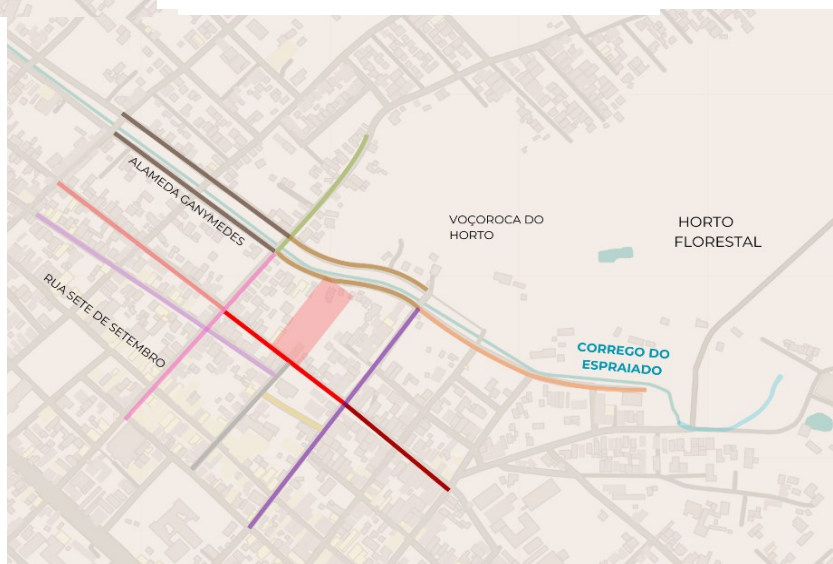 ALAMEDA GANYMEDES
VOÇOROCA DO
HORTO
HORTO
FLORESTAL
RUA SETE DE SETEMBRO
CORREGO DO
ESPRAIADO